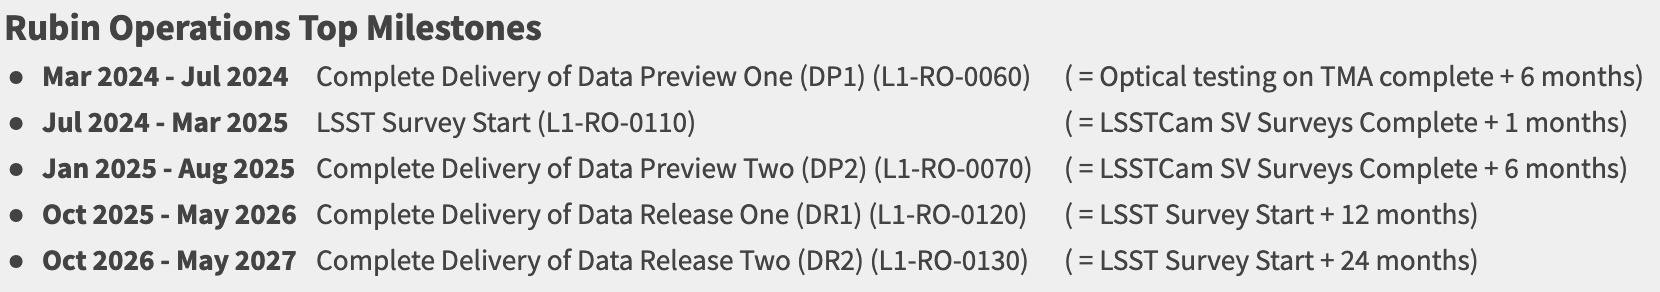 Rubin Operations Top Milestones
● Mar 2024 - Jul 2024 Complete Delivery of Data Preview One (DP1) (L1-RO-0060) ( = Optical testing on TMA complete + 6 months)
● Jul 2024 - Mar 2025 LSST Survey Start (L1-RO-0110) ( = LSSTCam SV Surveys Complete + 1 months)
● Jan 2025 - Aug 2025 Complete Delivery of Data Preview Two (DP2) (L1-RO-0070) ( = LSSTCam SV Surveys Complete + 6 months)
● Oct 2025 - May 2026 Complete Delivery of Data Release One (DR1) (L1-RO-0120) ( = LSST Survey Start + 12 months)
● Oct 2026 - May 2027 Complete Delivery of Data Release Two (DR2) (L1-RO-0130) ( = LSST Survey Start + 24 months)